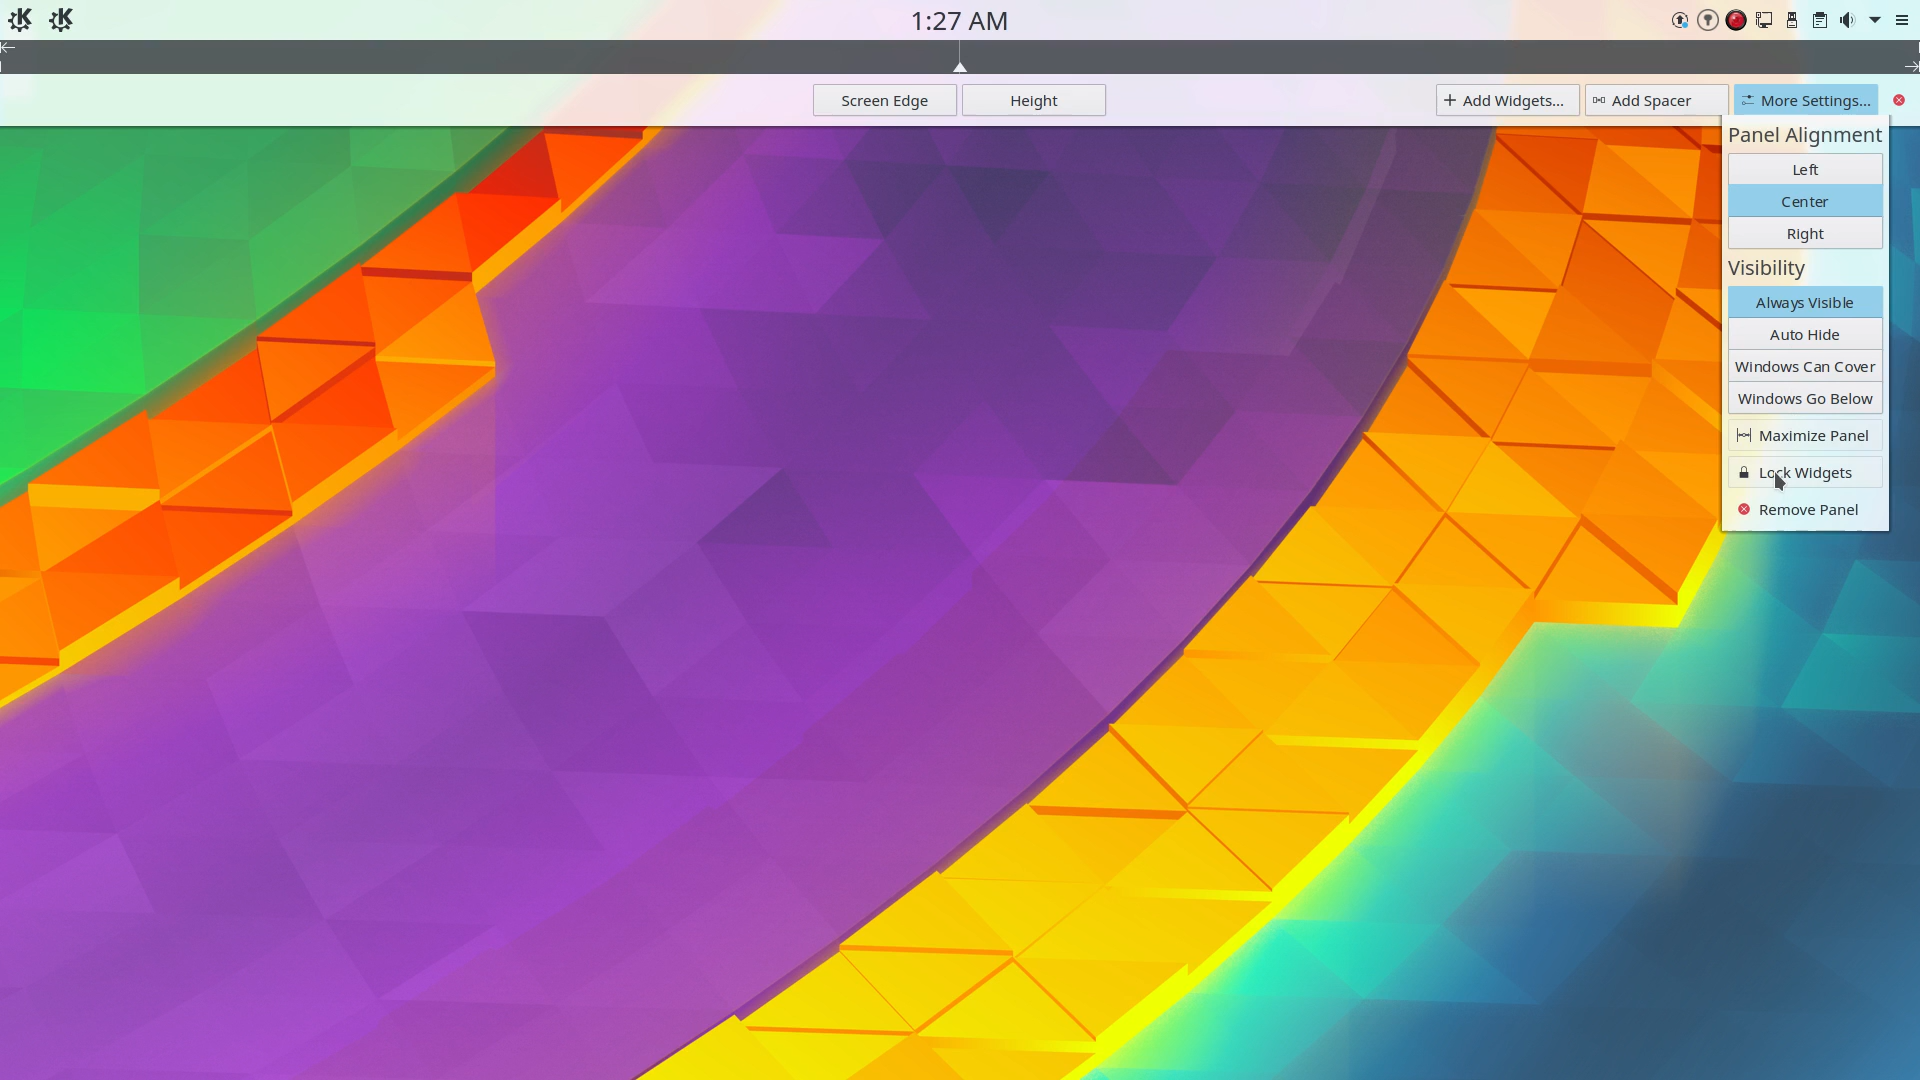 1:27 AM
Screen Edge
Height
Add Widgets...
Add Spacer
More Settings...
Panel Alignment
Left
Center
Right
Visibility
Always Visible
Auto Hide
Windows Can Cover
Windows Go Below
Maximize Panel
Lock Widgets
Remove Panel